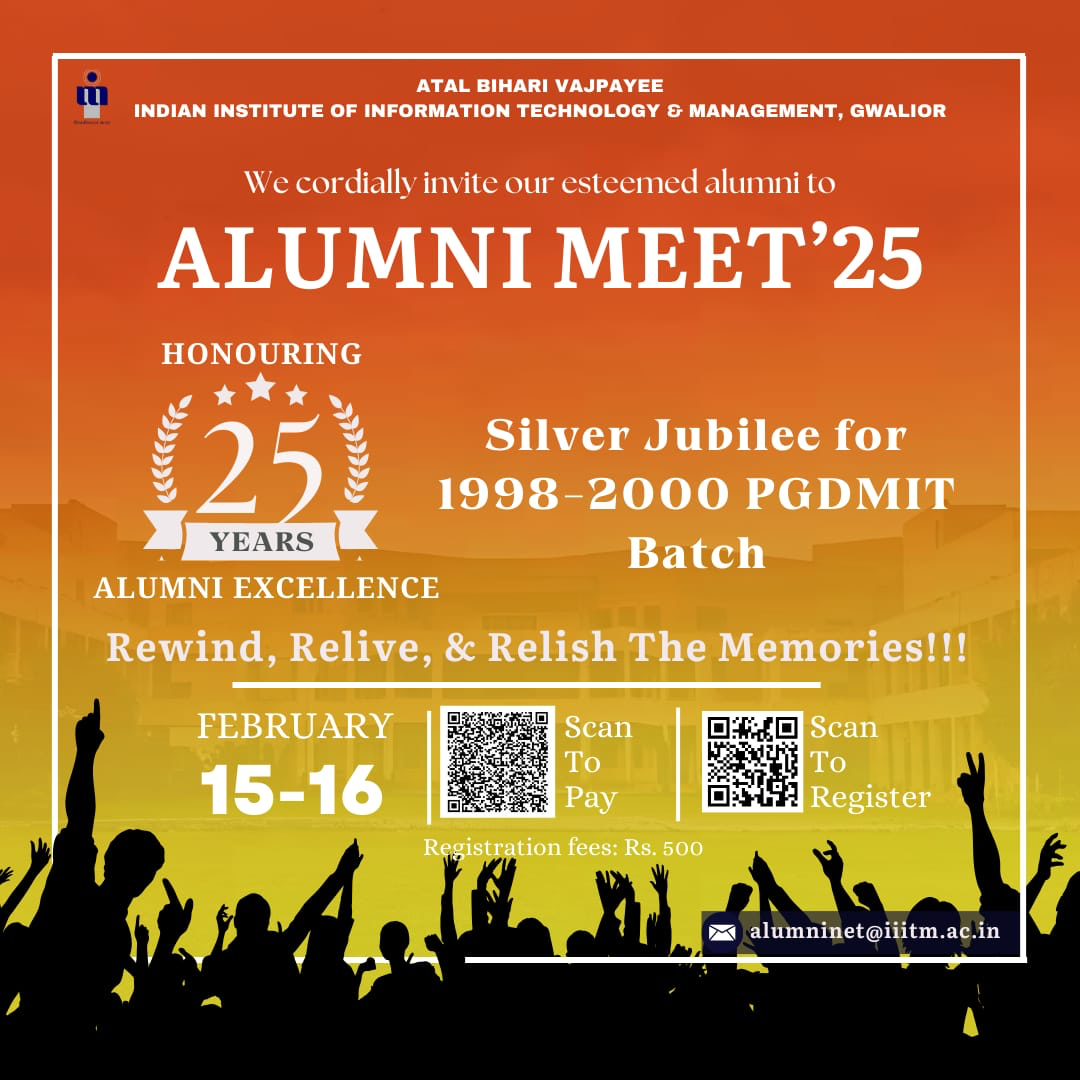 ATAL BIHARI VAJPAYEE
INDIAN INSTITUTE OF INFORMATION TECHNOLOGY & MANAGEMENT, GWALIOR
We cordially invite our esteemed alumni to
ALUMNI MEET’25
HONOURING
25
YEARS
ALUMNI EXCELLENCE
Silver Jubilee for
1998-2000 PGDMIT
Batch
Rewind, Relive, & Relish The Memories!!!
FEBRUARY
15-16
Scan
To
Pay
Scan
To
Register
Registration fees: Rs. 500
alumninet@iiitm.ac.in